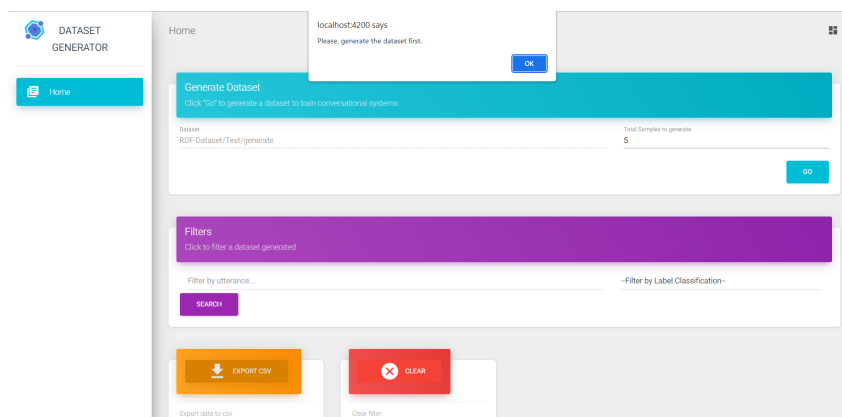 DATASET
GENERATOR
Home
Home
localhost:4200 says
Please, generate the dataset first.
OK
Generate Dataset
Click "Go" to generate a dataset to train conversational systems
Dataset
RDF-Dataset/Test/generate
Total Samples to generate
5
GO
Filters
Click to filter a dataset generated
Filter by utterance...
--Filter by Label Classification--
SEARCH
EXPORT CSV
CLEAR
Export data to csv
Clear filter